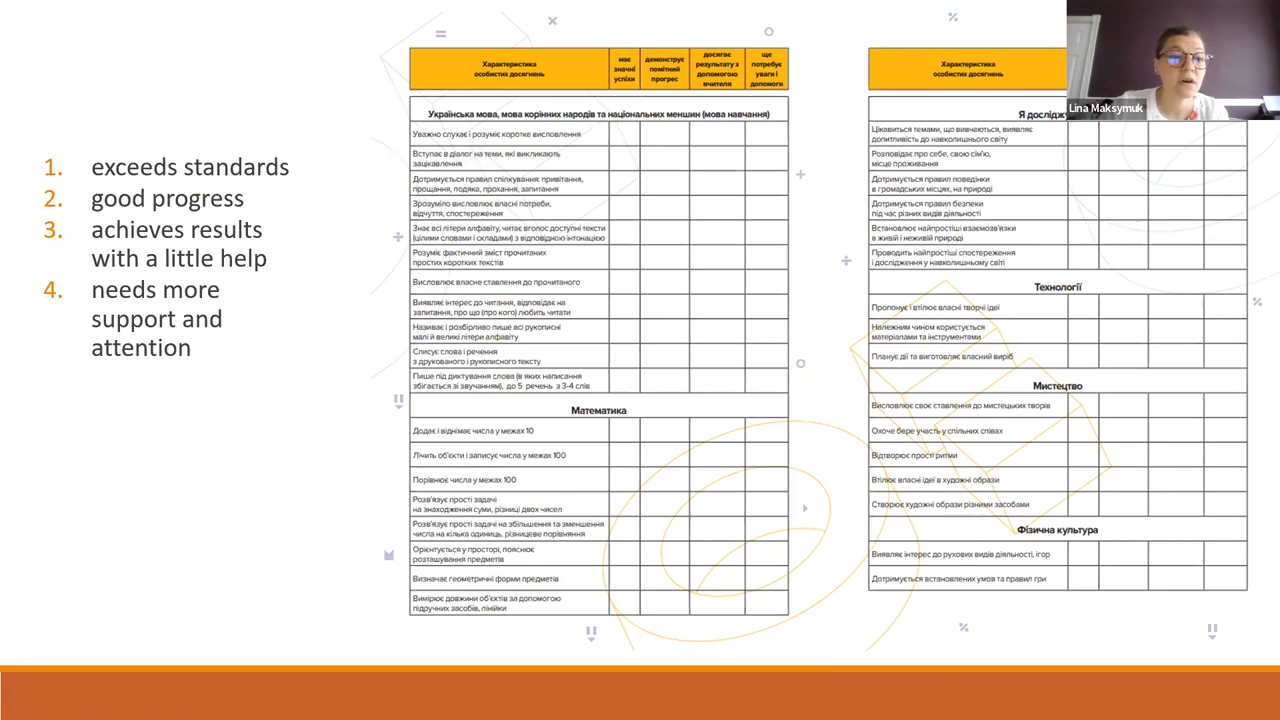 1. exceeds standards
2. good progress
3. achieves results
with a little help
4. needs more
support and
attention
Характеристика
особистих досягнень
має
значні
успіхи
демонструє
помітний
прогрес
досягає
результату з
допомогою
вчителя
ще
потребує
уваги і
допомоги
Українська мова, мова корінних народів та національних меншин (мова навчання)
Уважно слухає і розуміє коротке висловлення
Вступає в діалог на теми, які викликають
зацікавлення
Дотримується правил спілкування: привітання,
прощання, подяка, прохання, запитання
Зрозуміло висловлює власні потреби,
відчуття, спостереження
Знає всі літери алфавіту, читає вголос доступні тексти
(цілими словами і складами) з відповідною інтонацією
Розуміє фактичний зміст прочитаних
простих коротких текстів
Висловлює власне ставлення до прочитаного
Виявляє інтерес до читання, відповідає на
запитання, про що (про кого) любить читати
Називає і розбірливо пише всі рукописні
малі й великі літери алфавіту
Списує слова і речення
з друкованого і рукописного тексту
Пише під диктування слова (в яких написання
збігається зі звучанням), до 5 речень з 3-4 слів
Математика
Додає і віднімає числа у межах 10
Лічить об'єкти і записує числа у межах 100
Порівнює числа у межах 100
Розв'язує прості задачі
на знаходження суми, різниці двох чисел
Розв'язує прості задачі на збільшення та зменшення
числа на кілька одиниць, різницеве порівняння
Орієнтується у просторі, пояснює
розташування предметів
Визначає геометричні форми предметів
Вимірює довжини об'єктів за допомогою
підручних засобів, лінійки
Характеристика
особистих досягнень
Lina Maksymuk
Я дослідж
Цікавиться темами, що вивчаються, виявляє
допитливість до навколишнього світу
Розповідає про себе, свою сім'ю,
місце проживання
Дотримується правил поведінки
в громадських місцях, на природі
Дотримується правил безпеки
під час різних видів діяльності
Встановлює найпростіші взаємозв'язки
в живій і неживій природі
Проводить найпростіші спостереження
і дослідження у навколишньому світі
Технології
Пропонує і втілює власні творчі ідеї
Належним чином користується
матеріалами та інструментами
Планує дії та виготовляє власний виріб
Мистецтво
Висловлює своє ставлення до мистецьких творів
Охоче бере участь у спільних співах
Відтворює прості ритми
Втілює власні ідеї в художні образи
Створює художні образи різними засобами
Фізична культура
Виявляє інтерес до рухових видів діяльності, ігор
Дотримується встановлених умов та правил гри